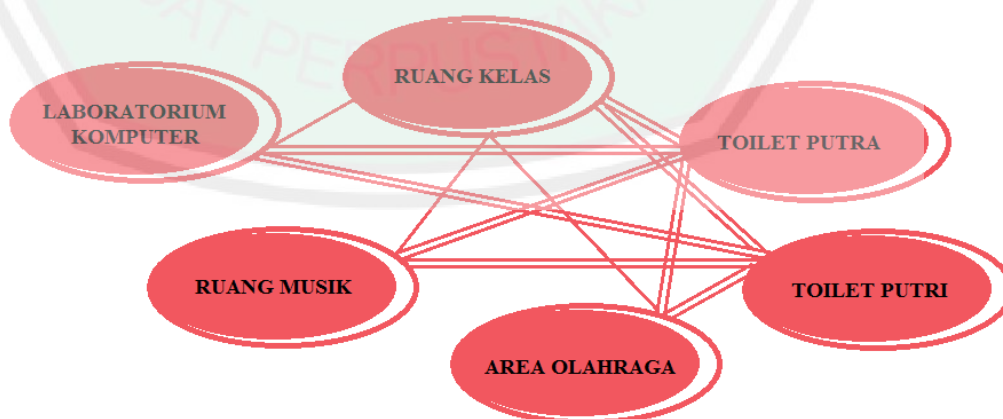 RUANG KELAS
LABORATORIUM
KOMPUTER
TOILET PUTRA
RUANG MUSIK
TOILET PUTRI
AREA OLAHRAGA